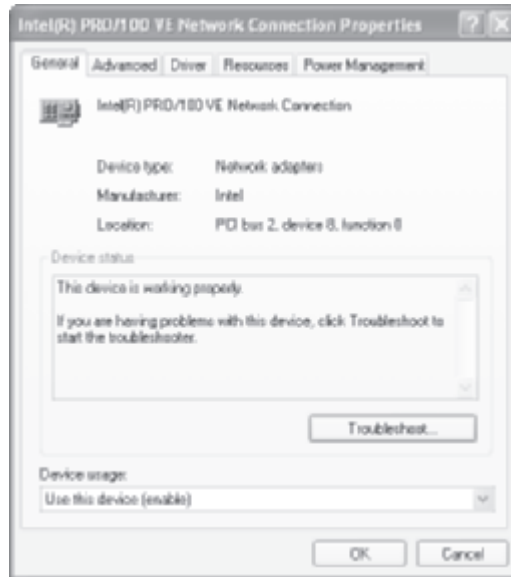 Intel(R) PRO/100 VE Network Connection Properties
General Advanced Driver Resources Power Management
Intel(R) PRO/100 VE Network Connection
Device type: Network adapters
Manufacturer: Intel
Location: PCI bus 2, device 8, function 0
Device status
This device is working properly.
If you are having problems with this device, click Troubleshoot to
start the troubleshooter.
Troubleshoot...
Device usage:
Use this device (enable)
OK Cancel